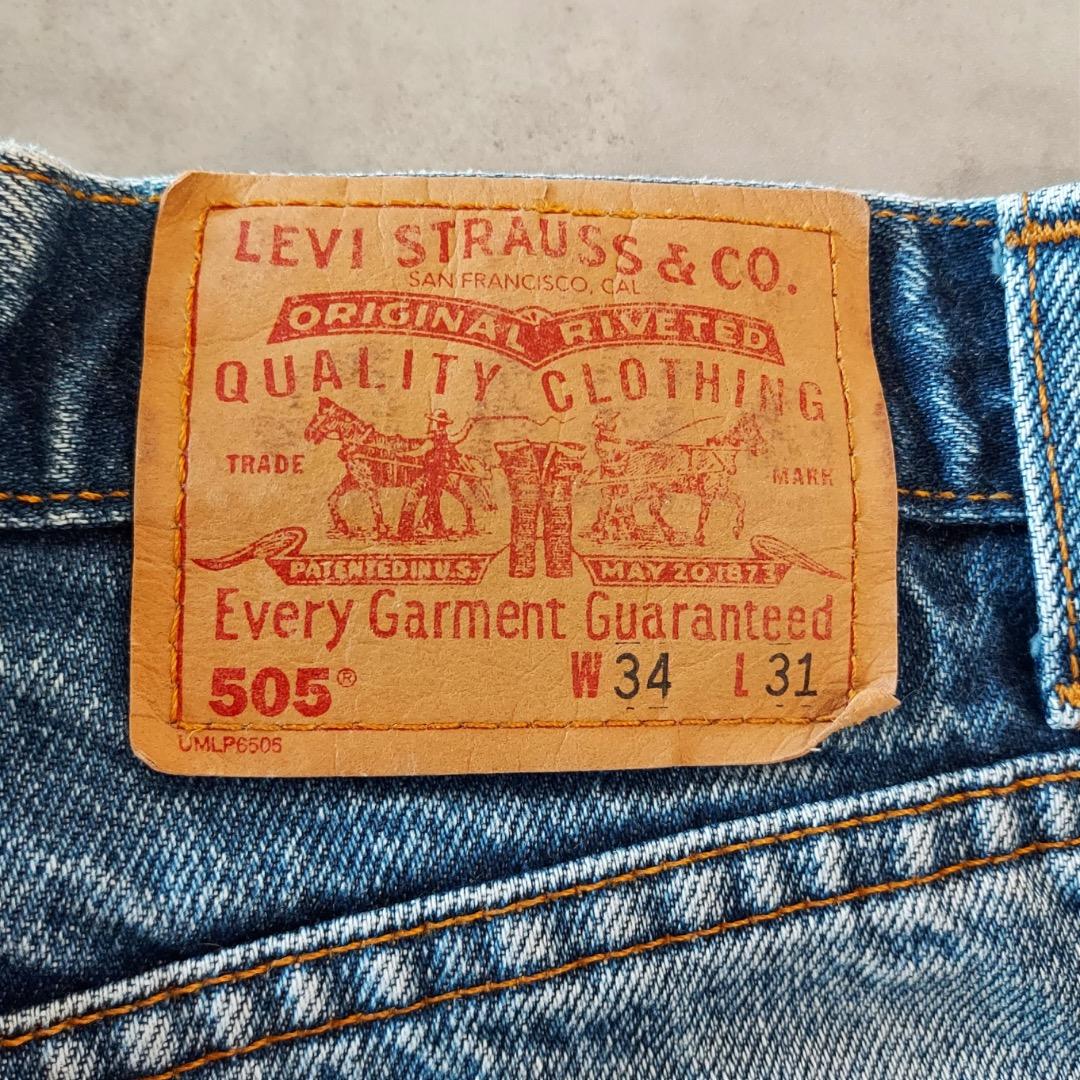 LEVI STRAUSS & CO.
SAN FRANCISCO, CAL
ORIGINAL RIVETED
QUALITY CLOTHING
TRADE MARK
PATENTED IN U.S. MAY 20 1873
Every Garment Guaranteed
505® W 34 L 31
UMLP6506